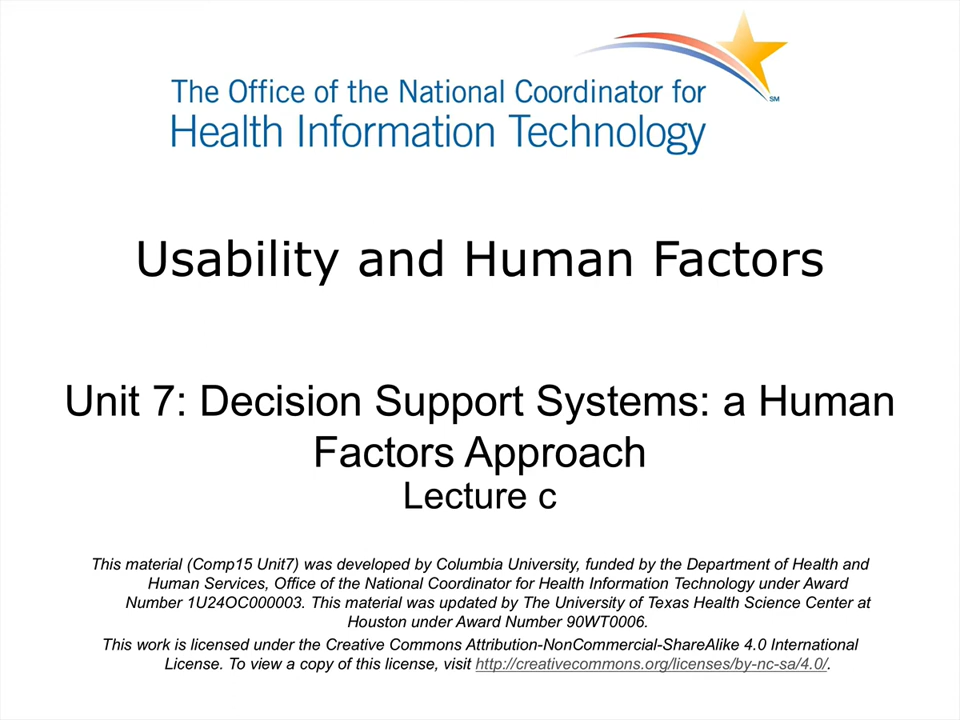 The Office of the National Coordinator for
Health Information Technology
SM
Usability and Human Factors
Unit 7: Decision Support Systems: a Human
Factors Approach
Lecture c
This material (Comp15 Unit7) was developed by Columbia University, funded by the Department of Health and
Human Services, Office of the National Coordinator for Health Information Technology under Award
Number 1U24OC000003. This material was updated by The University of Texas Health Science Center at
Houston under Award Number 90WT0006.
This work is licensed under the Creative Commons Attribution-NonCommercial-ShareAlike 4.0 International
License. To view a copy of this license, visit http://creativecommons.org/licenses/by-nc-sa/4.0/.